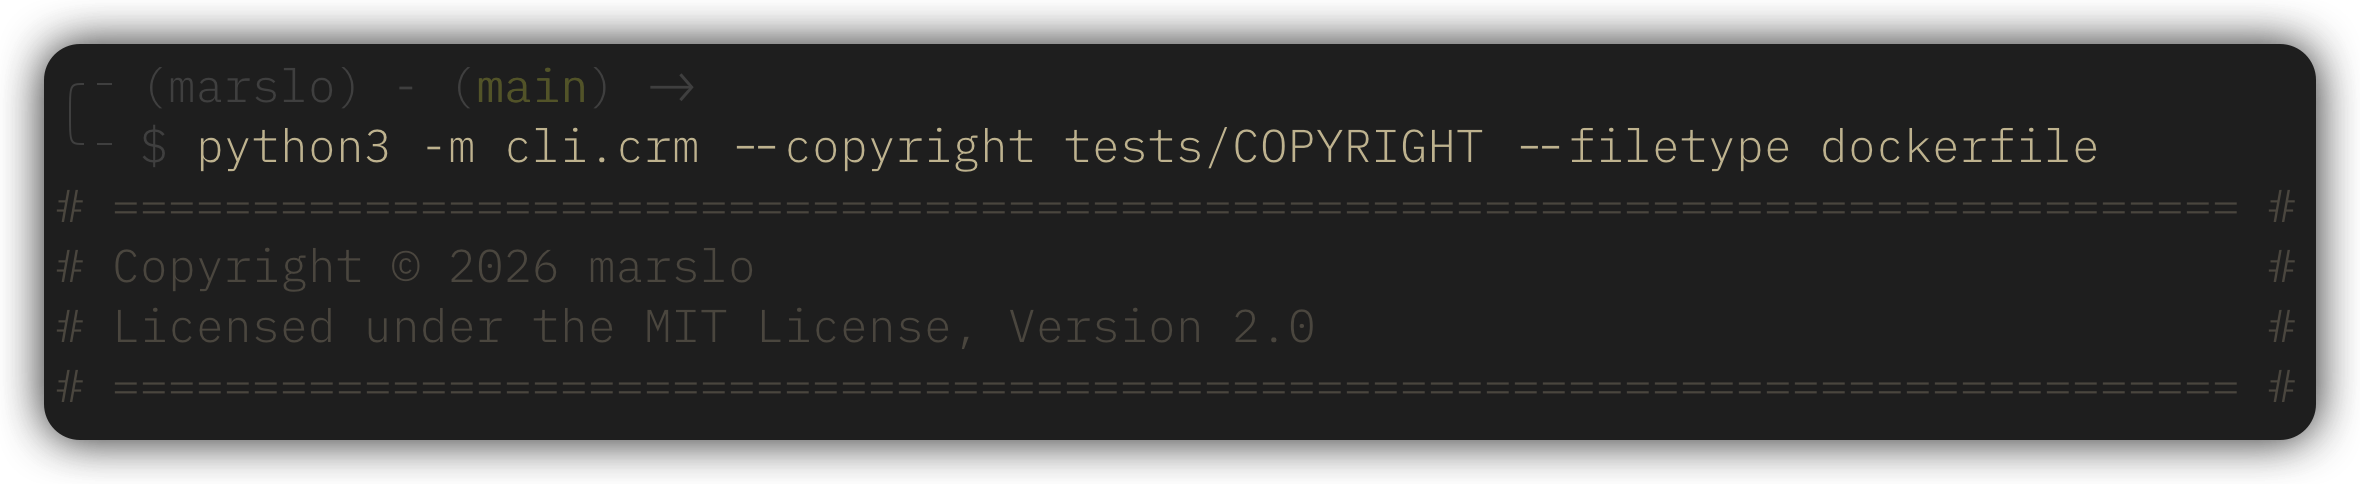 ╭╴ (marslo) - (main) ->
╰╴ $ python3 -m cli.crm --copyright tests/COPYRIGHT --filetype dockerfile
# ============================================================================ #
# Copyright © 2026 marslo #
# Licensed under the MIT License, Version 2.0 #
# ============================================================================ #